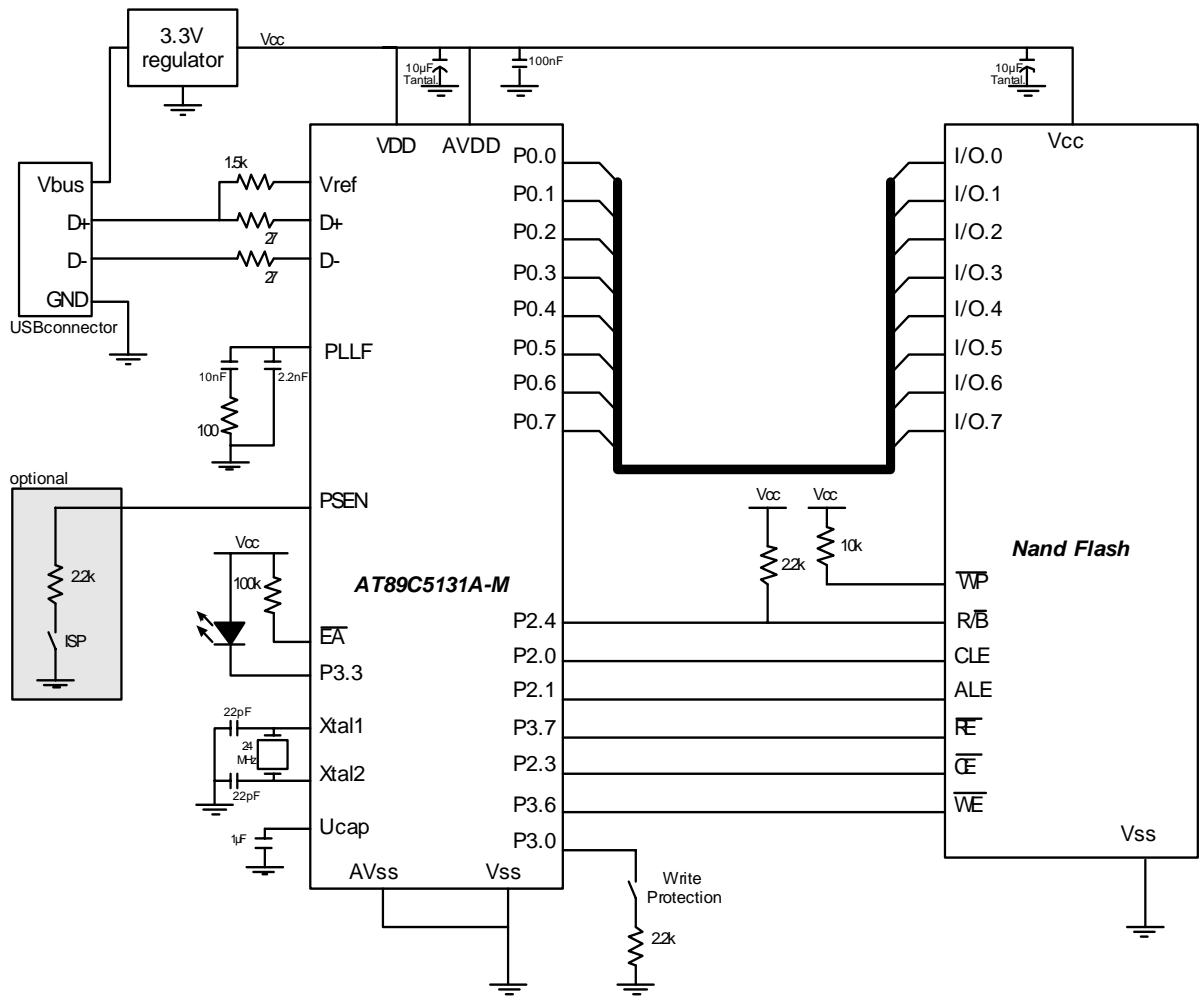 3.3V
regulator
Vcc
10µF
Tantal.
100nF
10µF
Tantal.
Vbus
D+
D-
GND
USBconnector
1.5k
27
27
10nF
2.2nF
100
optional
2.2k
ISP
Vcc
100k
22pF
24
MHz
22pF
1µF
VDD
AVDD
Vref
D+
D-
PLLF
PSEN
EA
P3.3
Xtal1
Xtal2
Ucap
AVss
Vss
AT89C5131A-M
P0.0
P0.1
P0.2
P0.3
P0.4
P0.5
P0.6
P0.7
P2.4
P2.0
P2.1
P3.7
P2.3
P3.6
P3.0
Vcc
2.2k
Vcc
10k
Write
Protection
2.2k
Vcc
I/O.0
I/O.1
I/O.2
I/O.3
I/O.4
I/O.5
I/O.6
I/O.7
Nand Flash
WP
R/B
CLE
ALE
RE
CE
WE
Vss